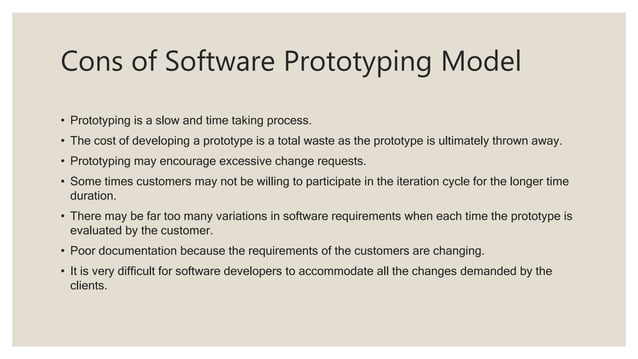 Cons of Software Prototyping Model
• Prototyping is a slow and time taking process.
• The cost of developing a prototype is a total waste as the prototype is ultimately thrown away.
• Prototyping may encourage excessive change requests.
• Some times customers may not be willing to participate in the iteration cycle for the longer time
duration.
• There may be far too many variations in software requirements when each time the prototype is
evaluated by the customer.
• Poor documentation because the requirements of the customers are changing.
• It is very difficult for software developers to accommodate all the changes demanded by the
clients.